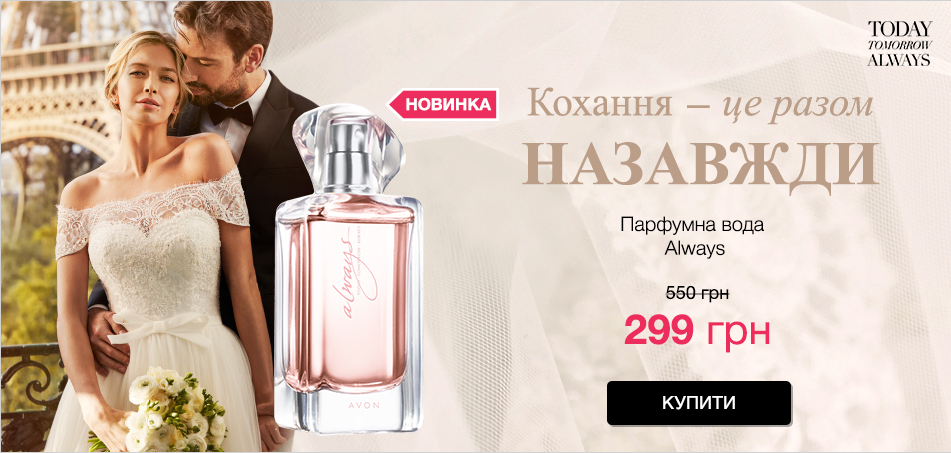 TODAY
TOMORROW
ALWAYS
НОВИНКА
Кохання – це разом
НАЗАВЖДИ
Парфумна вода
Always
550 грн
299 грн
КУПИТИ
always
AVON